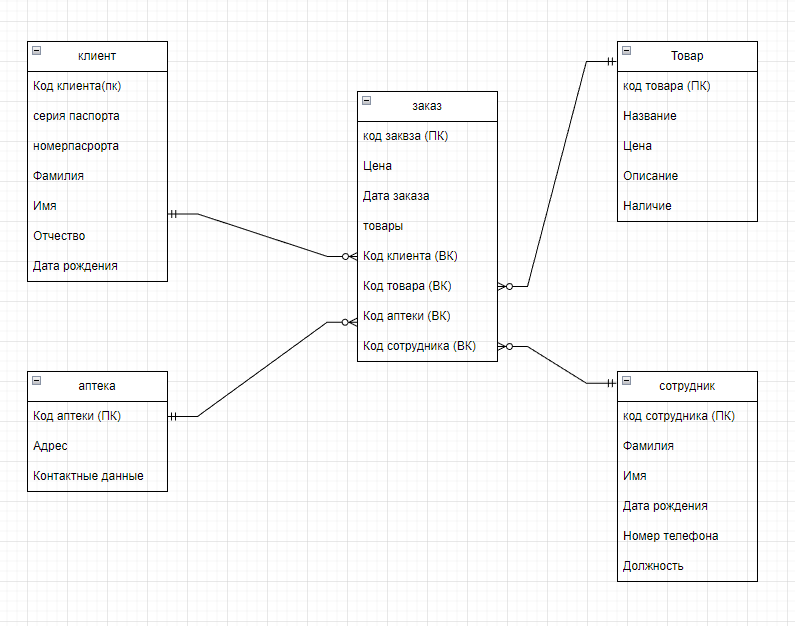 клиент
Код клиента(пк)
серия паспорта
номерпасрорта
Фамилия
Имя
Отчество
Дата рождения
заказ
код заквза (ПК)
Цена
Дата заказа
товары
Код клиента (ВК)
Код товара (ВК)
Код аптеки (ВК)
Код сотрудника (ВК)
Товар
код товара (ПК)
Название
Цена
Описание
Наличие
аптека
Код аптеки (ПК)
Адрес
Контактные данные
сотрудник
код сотрудника (ПК)
Фамилия
Имя
Дата рождения
Номер телефона
Должность